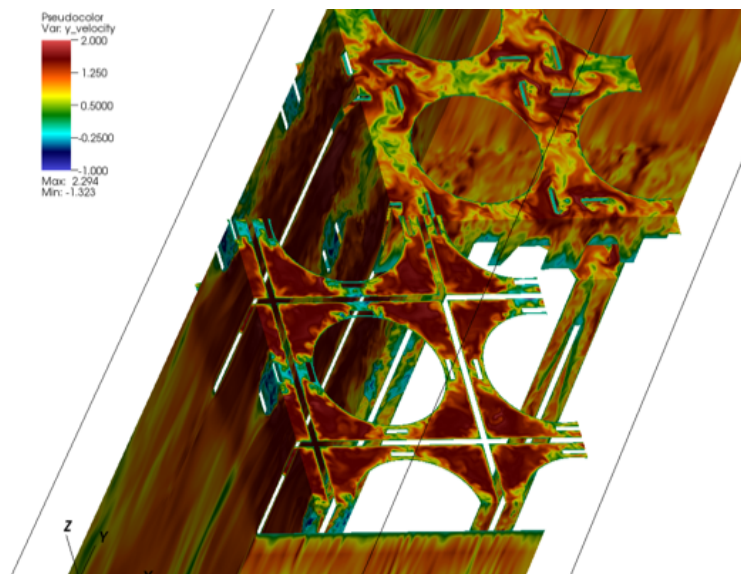 Pseudocolor
Var: y_velocity
2.000
1.250
0.5000
-0.2500
-1.000
Max: 2.294
Min: -1.323
Z
Y
X